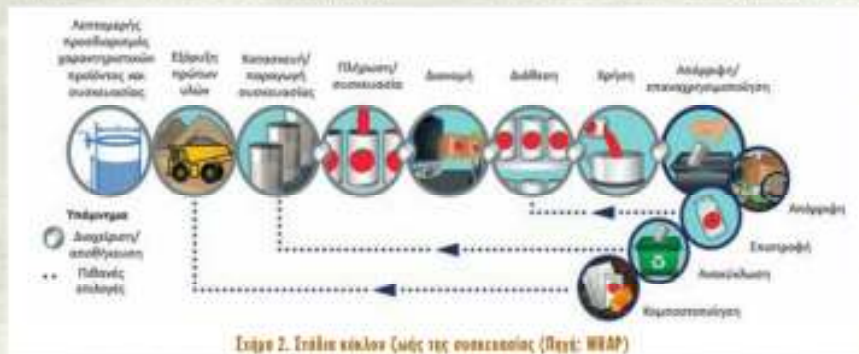 Λεπτομερής
προσδιορισμός
χαρακτηριστικών
προϊόντος και
συσκευασίας
Εξόρυξη
πρώτων
υλών
Κατασκευή/
παραγωγή
συσκευασίας
Πλήρωση/
συσκευασία
Διανομή
Διάθεση
Χρήση
Απόρριψη/
επαναχρησιμοποίηση
Απόρριψη
Επιστροφή
Ανακύκλωση
Κομποστοποίηση
Υπόμνημα
Διαχείριση/
αποθήκευση
Πιθανές
επιλογές
Σχήμα 2. Στάδια κύκλου ζωής της συσκευασίας (Πηγή: WRAP)